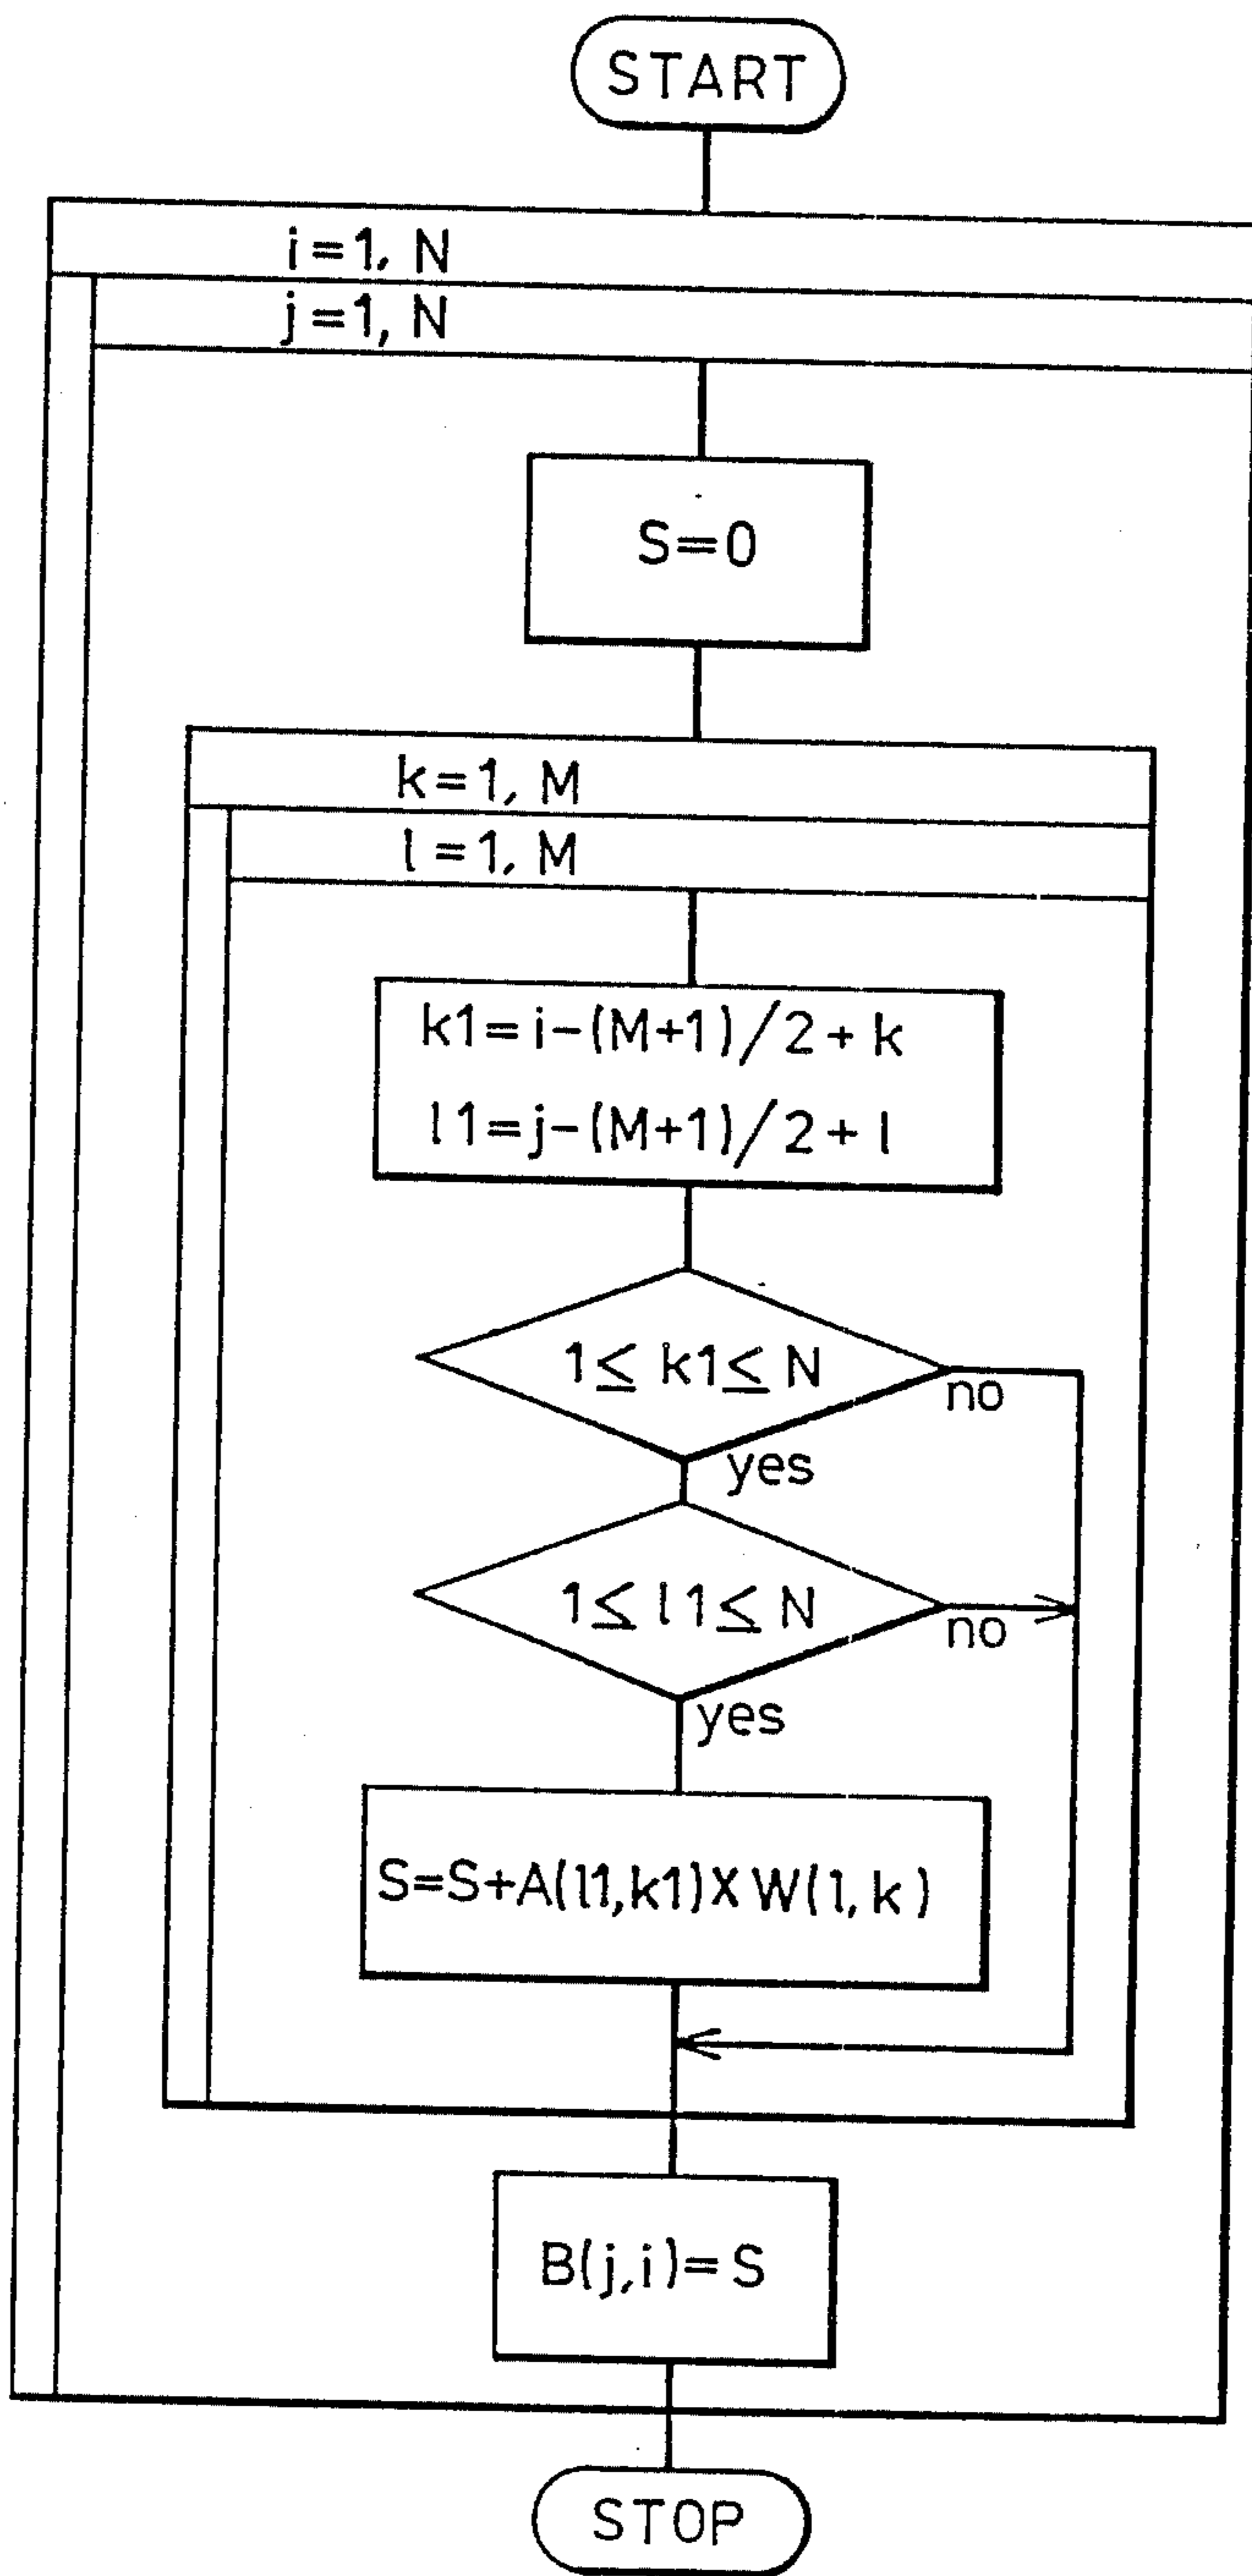 START
i=1, N
j=1, N
S=0
k=1, M
l=1, M
k1=i-(M+1)/2+k
l1=j-(M+1)/2+l
1≤k1≤N
no
yes
1≤l1≤N
no
yes
S=S+A(l1,k1)XW(l,k)
B(j,i)=S
STOP